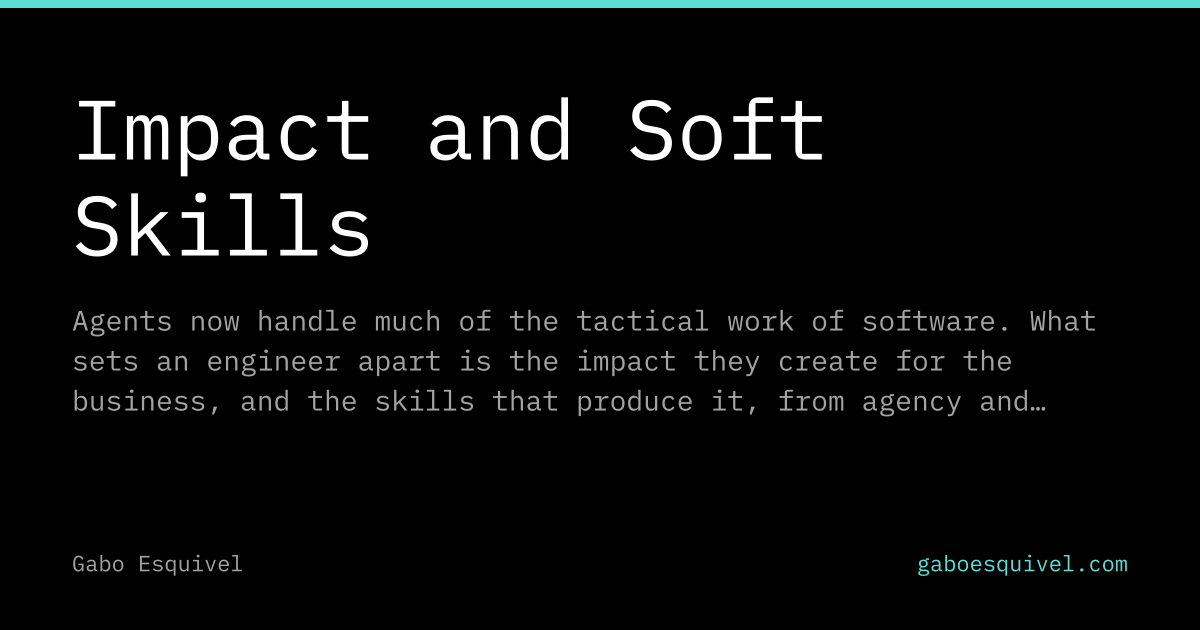 Impact and Soft
Skills
Agents now handle much of the tactical work of software. What
sets an engineer apart is the impact they create for the
business, and the skills that produce it, from agency and…
Gabo Esquivel
gaboesquivel.com